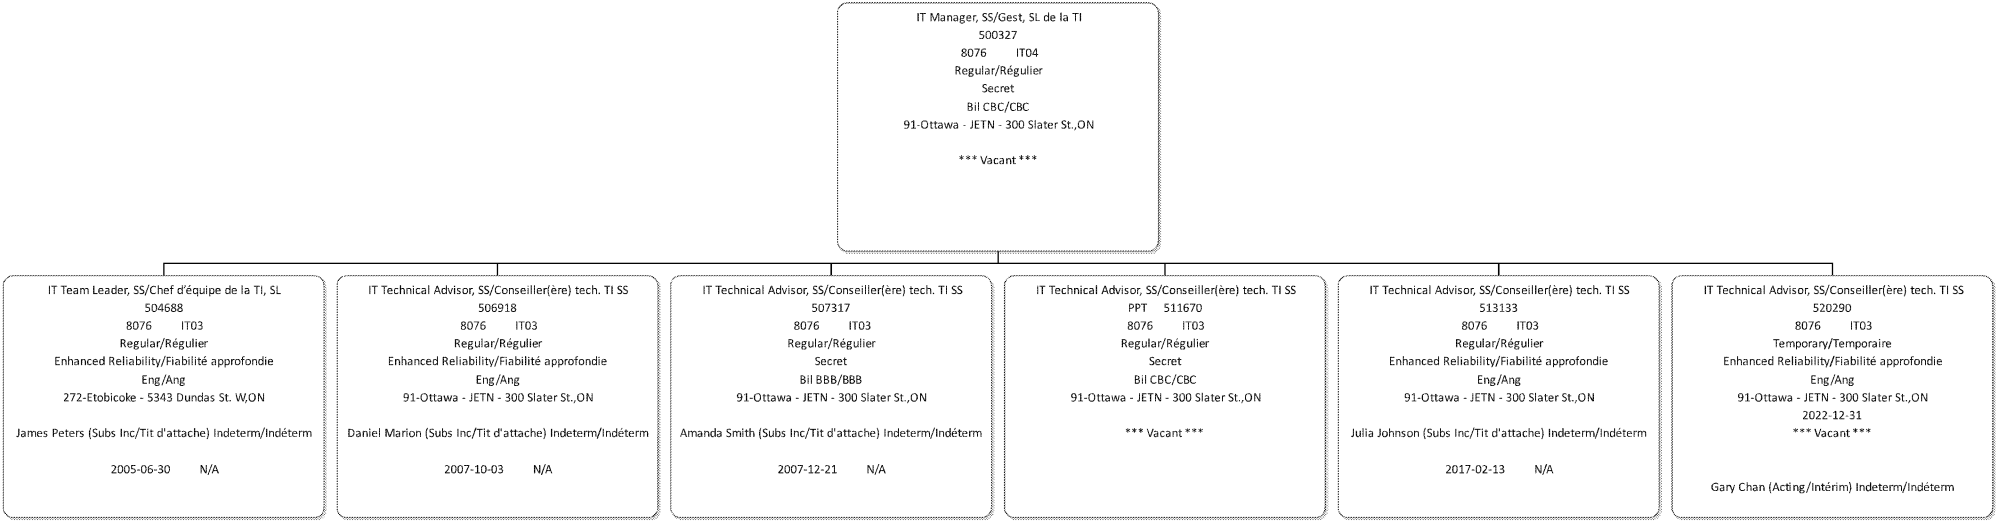 IT Manager, SS/Gest, SL de la TI
500327
8076 IT04
Regular/Régulier
Secret
Bil CBC/CBC
91-Ottawa - JETN - 300 Slater St.,ON
*** Vacant ***
IT Team Leader, SS/Chef d'équipe de la TI, SL
504688
8076 IT03
Regular/Régulier
Enhanced Reliability/Fiabilité approfondie
Eng/Ang
272-Etobicoke - 5343 Dundas St. W,ON
James Peters (Subs Inc/Tit d'attache) Indeterm/Indéterm
2005-06-30 N/A
IT Technical Advisor, SS/Conseiller(ère) tech. TI SS
506918
8076 IT03
Regular/Régulier
Enhanced Reliability/Fiabilité approfondie
Eng/Ang
91-Ottawa - JETN - 300 Slater St.,ON
Daniel Marion (Subs Inc/Tit d'attache) Indeterm/Indéterm
2007-10-03 N/A
IT Technical Advisor, SS/Conseiller(ère) tech. TI SS
507317
8076 IT03
Regular/Régulier
Secret
Bil BBB/BBB
91-Ottawa - JETN - 300 Slater St.,ON
Amanda Smith (Subs Inc/Tit d'attache) Indeterm/Indéterm
2007-12-21 N/A
IT Technical Advisor, SS/Conseiller(ère) tech. TI SS
PPT 511670
8076 IT03
Regular/Régulier
Secret
Bil CBC/CBC
91-Ottawa - JETN - 300 Slater St.,ON
*** Vacant ***
IT Technical Advisor, SS/Conseiller(ère) tech. TI SS
513133
8076 IT03
Regular/Régulier
Enhanced Reliability/Fiabilité approfondie
Eng/Ang
91-Ottawa - JETN - 300 Slater St.,ON
Julia Johnson (Subs Inc/Tit d'attache) Indeterm/Indéterm
2017-02-13 N/A
IT Technical Advisor, SS/Conseiller(ère) tech. TI SS
520290
8076 IT03
Temporary/Temporaire
Enhanced Reliability/Fiabilité approfondie
Eng/Ang
91-Ottawa - JETN - 300 Slater St.,ON
2022-12-31
*** Vacant ***
Gary Chan (Acting/Intérim) Indeterm/Indéterm